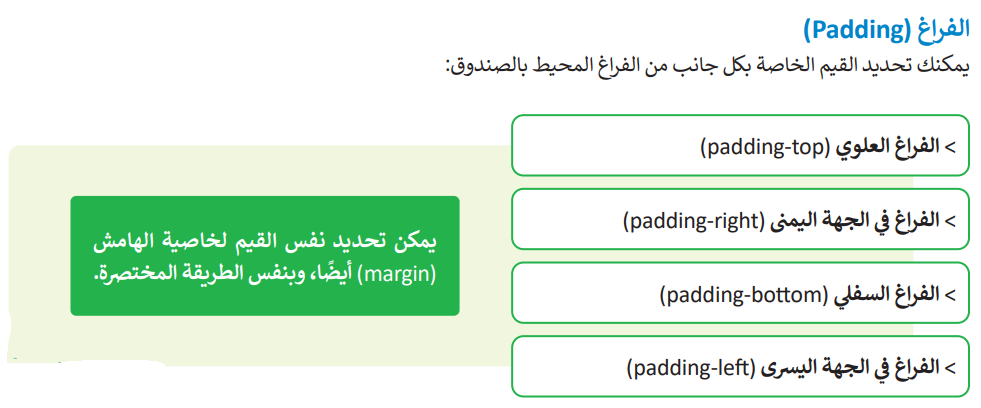 الفراغ (Padding)
يمكنك تحديد القيم الخاصة بكل جانب من الفراغ المحيط بالصندوق:
> الفراغ العلوي (padding-top)
> الفراغ في الجهة اليمنى (padding-right)
> الفراغ السفلي (padding-bottom)
> الفراغ في الجهة اليسرى (padding-left)
يمكن تحديد نفس القيم لخاصية الهامش
(margin) أيضًا، وبنفس الطريقة المختصرة.